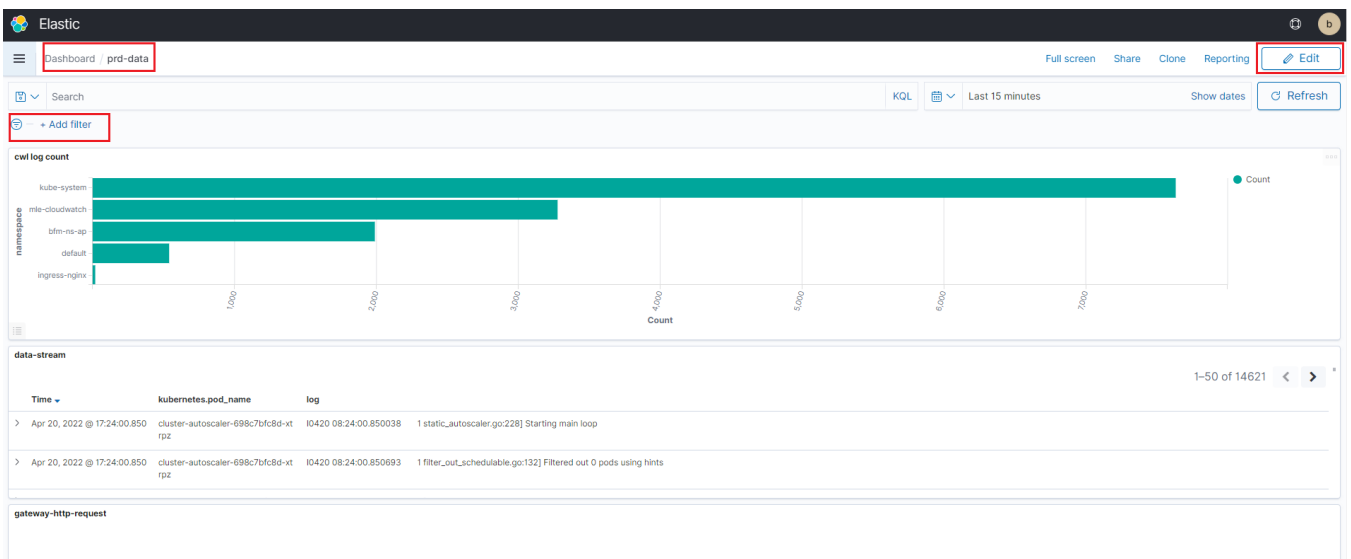 Elastic
b
Dashboard / prd-data
Full screen Share Clone Reporting Edit
Search KQL Last 15 minutes Show dates Refresh
+ Add filter
cwl log count
kube-system
mle-cloudwatch
bfm-ns-ap
default
ingress-nginx
namespace
1,000 2,000 3,000 4,000 5,000 6,000 7,000
Count
Count
data-stream
1–50 of 14621
Time kubernetes.pod_name log
Apr 20, 2022 @ 17:24:00.850 cluster-autoscaler-698c7bfc8d-xt I0420 08:24:00.850038 1 static_autoscaler.go:228] Starting main loop
rpz
Apr 20, 2022 @ 17:24:00.850 cluster-autoscaler-698c7bfc8d-xt I0420 08:24:00.850693 1 filter_out_schedulable.go:132] Filtered out 0 pods using hints
rpz
gateway-http-request